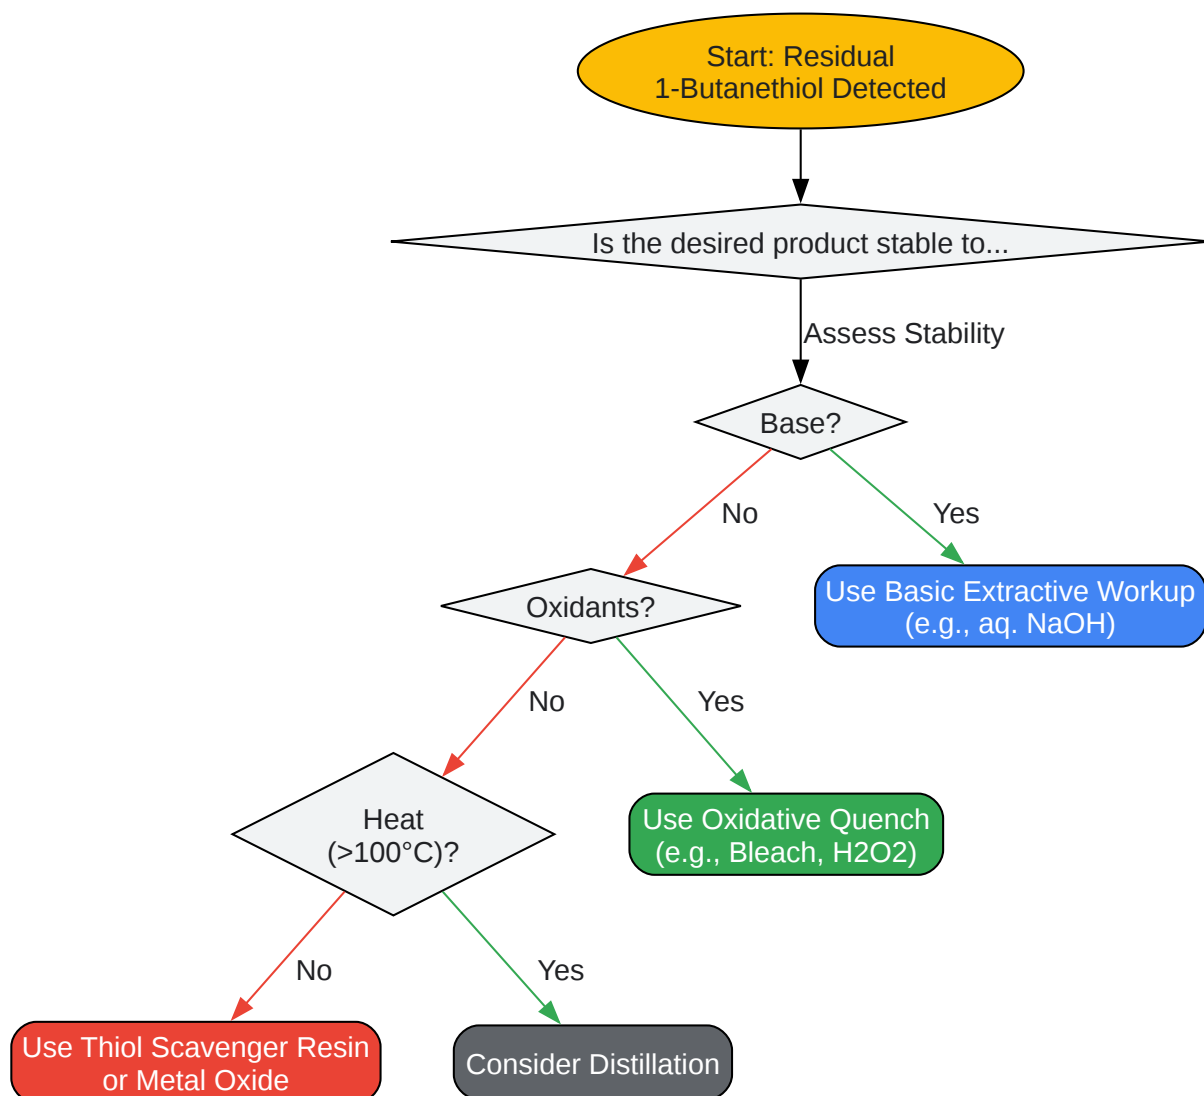 Start: Residual
1-Butanethiol Detected
Is the desired product stable to...
Assess Stability
Base?
No
Yes
Use Basic Extractive Workup
(e.g., aq. NaOH)
Oxidants?
No
Yes
Heat
(>100°C)?
Use Oxidative Quench
(e.g., Bleach, H2O2)
No
Yes
Use Thiol Scavenger Resin
or Metal Oxide
Consider Distillation